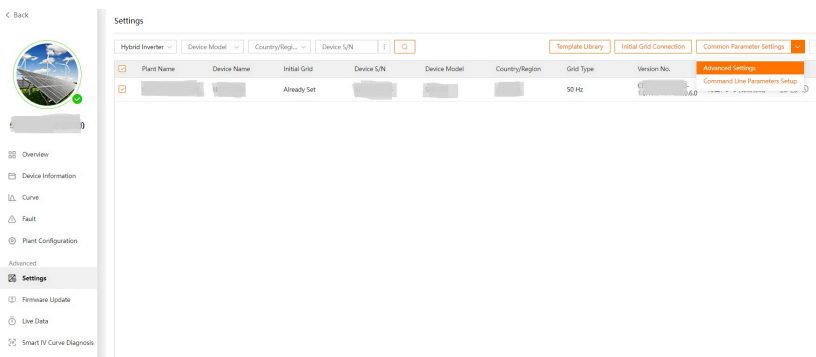 < Back
Settings
Hybrid Inverter Device Model Country/Regi... Device S/N
Template Library Initial Grid Connection Common Parameter Settings
Advanced Settings
Command Line Parameters Setup
Plant Name Device Name Initial Grid Device S/N Device Model Country/Region Grid Type Version No.
Already Set 50 Hz
Overview
Device Information
Curve
Fault
Plant Configuration
Advanced
Settings
Firmware Update
Live Data
Smart IV Curve Diagnosis